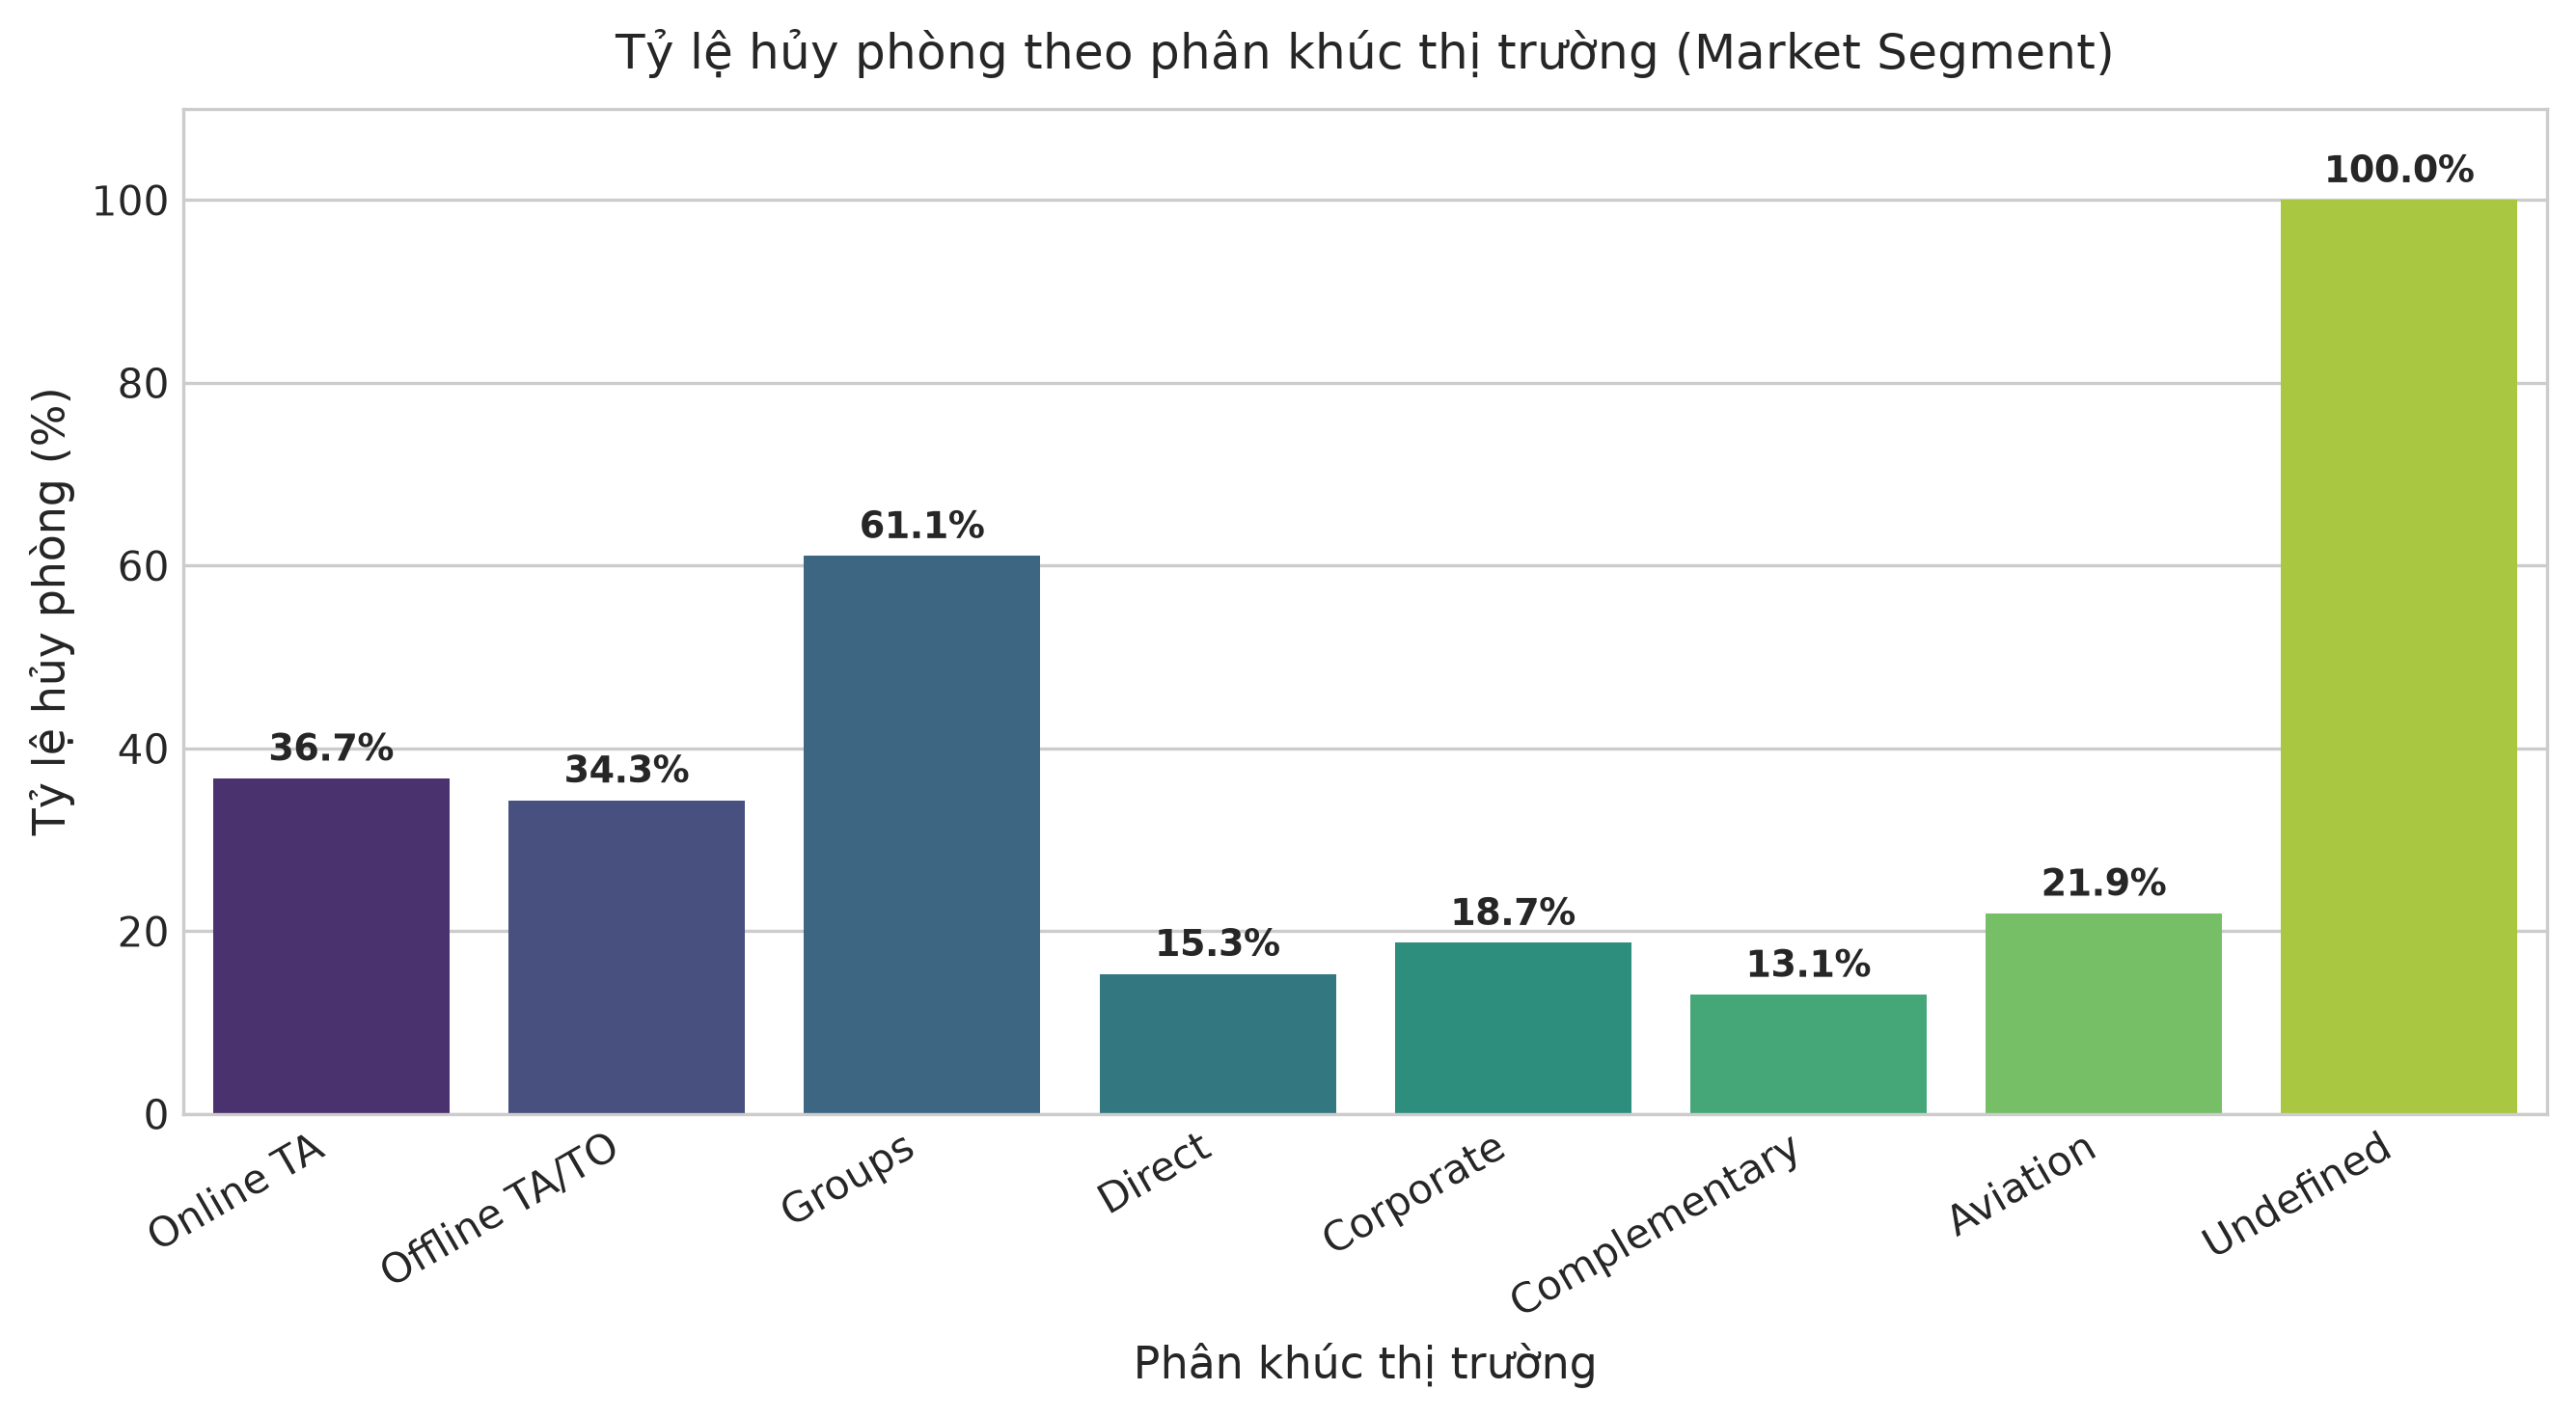 Tỷ lệ hủy phòng theo phân khúc thị trường (Market Segment)
Tỷ lệ hủy phòng (%)
100
80
60
40
20
0
36.7%
34.3%
61.1%
15.3%
18.7%
13.1%
21.9%
100.0%
Online TA
Offline TA/TO
Groups
Direct
Corporate
Complementary
Aviation
Undefined
Phân khúc thị trường